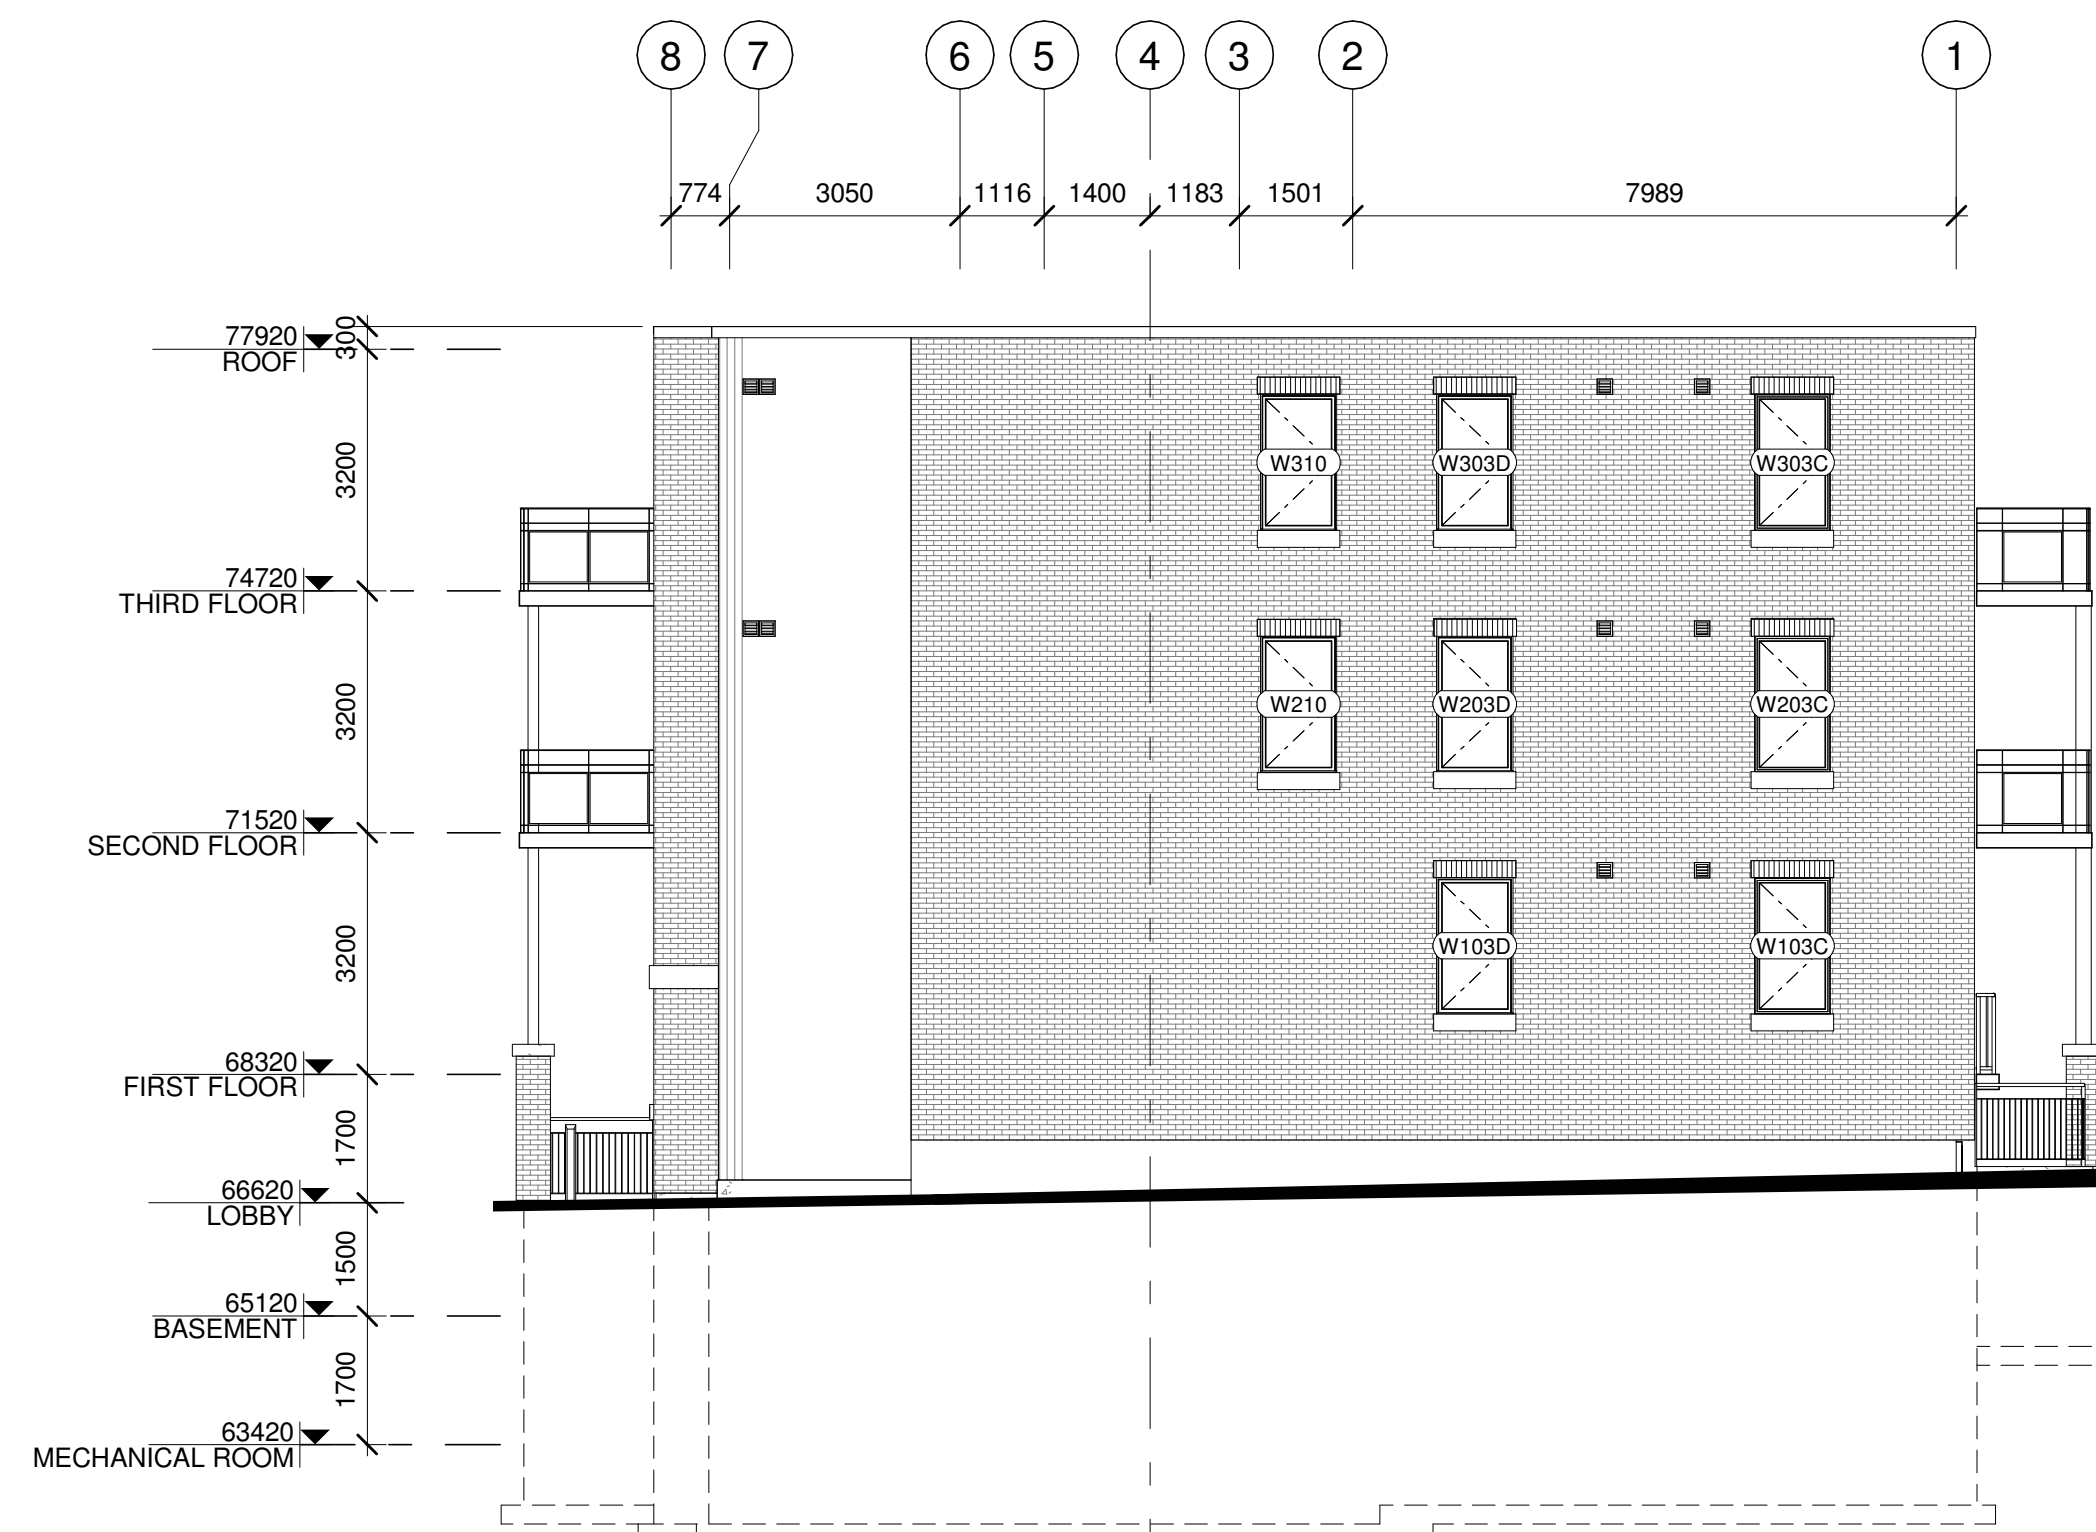 8 7 6 5 4 3 2 1
774 3050 1116 1400 1183 1501 7989
300
77920
ROOF
3200
W310 W303D W303C
74720
THIRD FLOOR
3200
W210 W203D W203C
71520
SECOND FLOOR
3200
W103D W103C
68320
FIRST FLOOR
1700
66620
LOBBY
1500
65120
BASEMENT
1700
63420
MECHANICAL ROOM